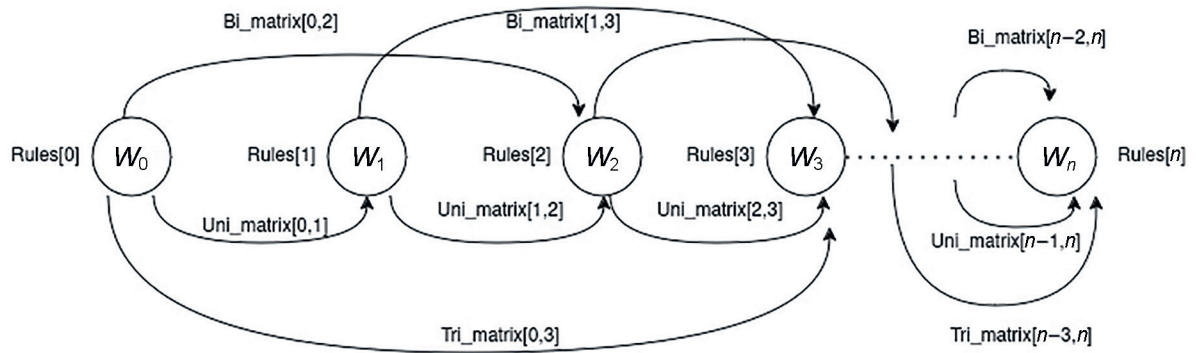 Bi_matrix[0,2]
Bi_matrix[1,3]
Bi_matrix[n−2,n]
Rules[0]
W0
Rules[1]
W1
Rules[2]
W2
Rules[3]
W3
Wn
Rules[n]
Uni_matrix[0,1]
Uni_matrix[1,2]
Uni_matrix[2,3]
Uni_matrix[n−1,n]
Tri_matrix[0,3]
Tri_matrix[n−3,n]